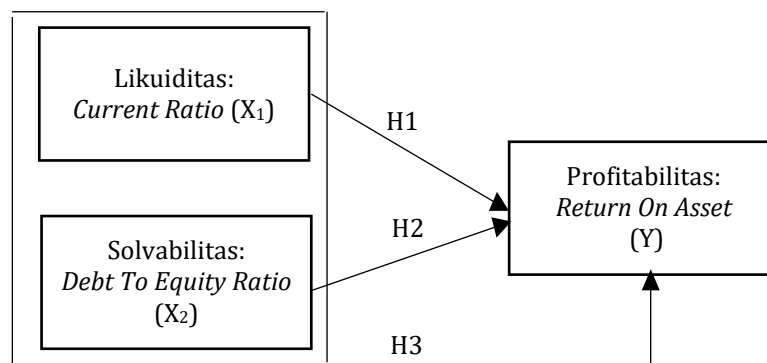 Likuiditas:
Current Ratio (X₁)
H1
Profitabilitas:
Return On Asset
(Y)
Solvabilitas:
Debt To Equity Ratio
(X₂)
H2
H3